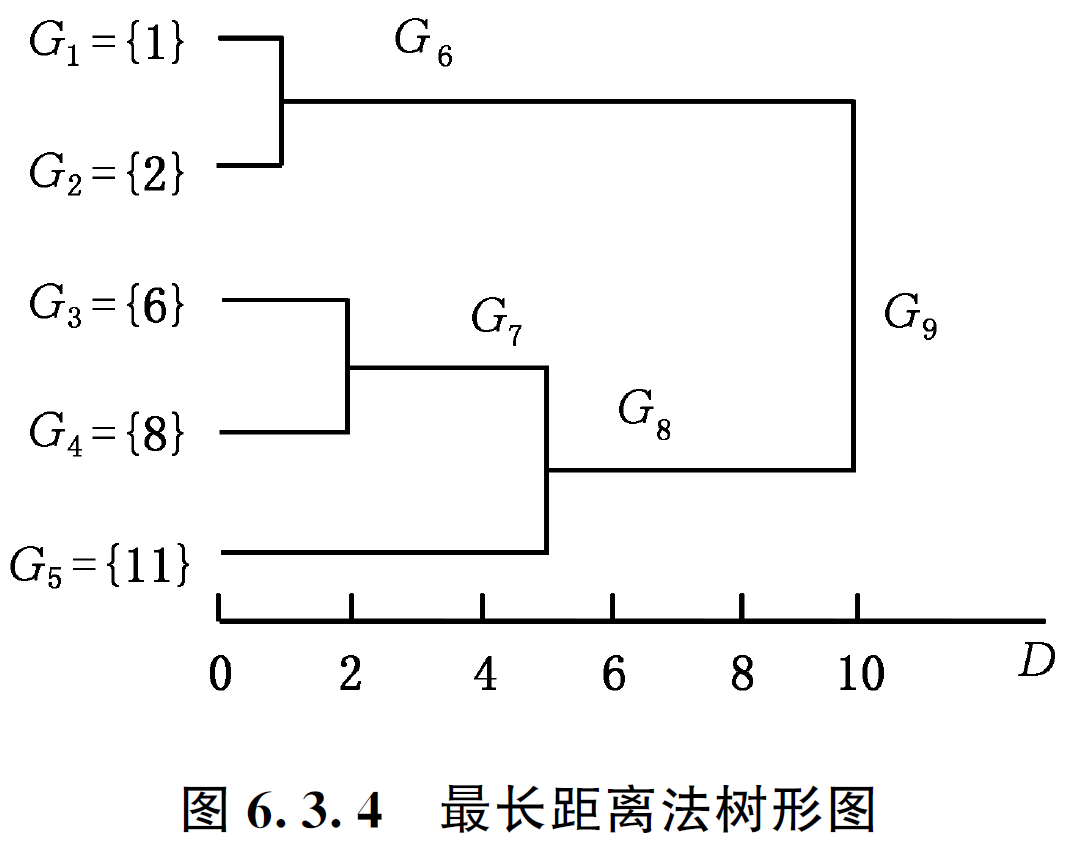 G₁={1}
G₆
G₂={2}
G₃={6}
G₇
G₉
G₄={8}
G₈
G₅={11}
0 2 4 6 8 10 D
图 6.3.4 最长距离法树形图